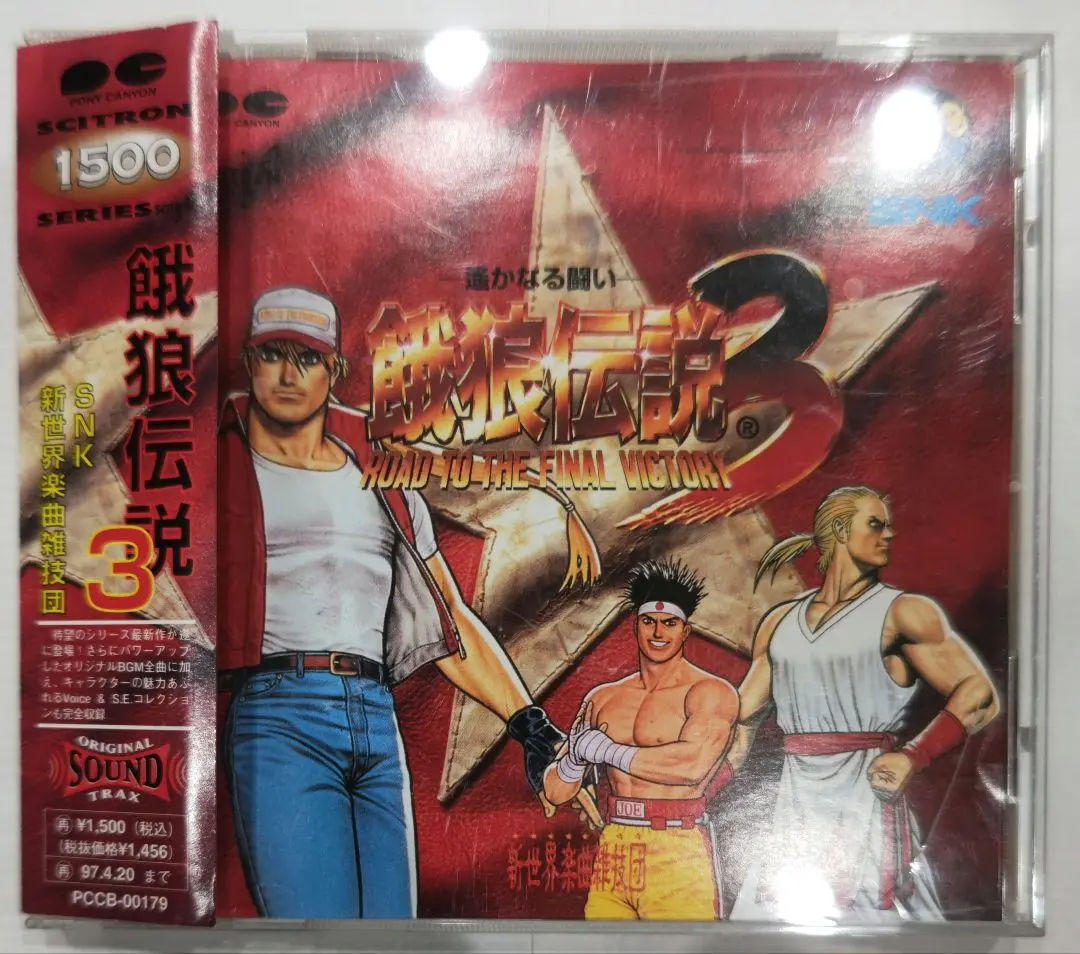 PONY CANYON
SCITRON
1500
SERIES
餓狼伝説
3
SNK
新世界楽曲雑技団
待望のシリーズ最新作が遂
に登場！さらにパワーアップ
したオリジナルBGM全曲に加
え、キャラクターの魅力あふ
れるVoice & S.E.コレクショ
ンも完全収録
ORIGINAL
SOUND
TRAX
再 ¥1,500 (税込)
(税抜価格¥1,456)
再 97.4.20 まで
PCCB-00179
CANYON
SNK
遥かなる闘い
餓狼伝説3®
ROAD TO THE FINAL VICTORY
JOE
新世界楽曲雑技団